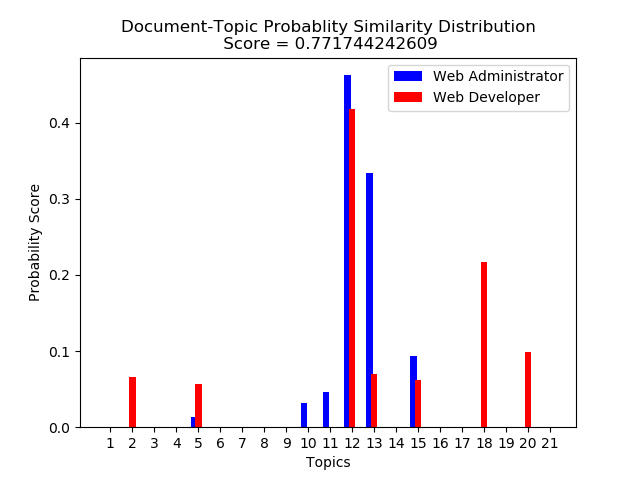 Document-Topic Probablity Similarity Distribution
Score = 0.771744242609
Web Administrator
Web Developer
0.4
0.3
0.2
0.1
0.0
Probability Score
1 2 3 4 5 6 7 8 9 10 11 12 13 14 15 16 17 18 19 20 21
Topics